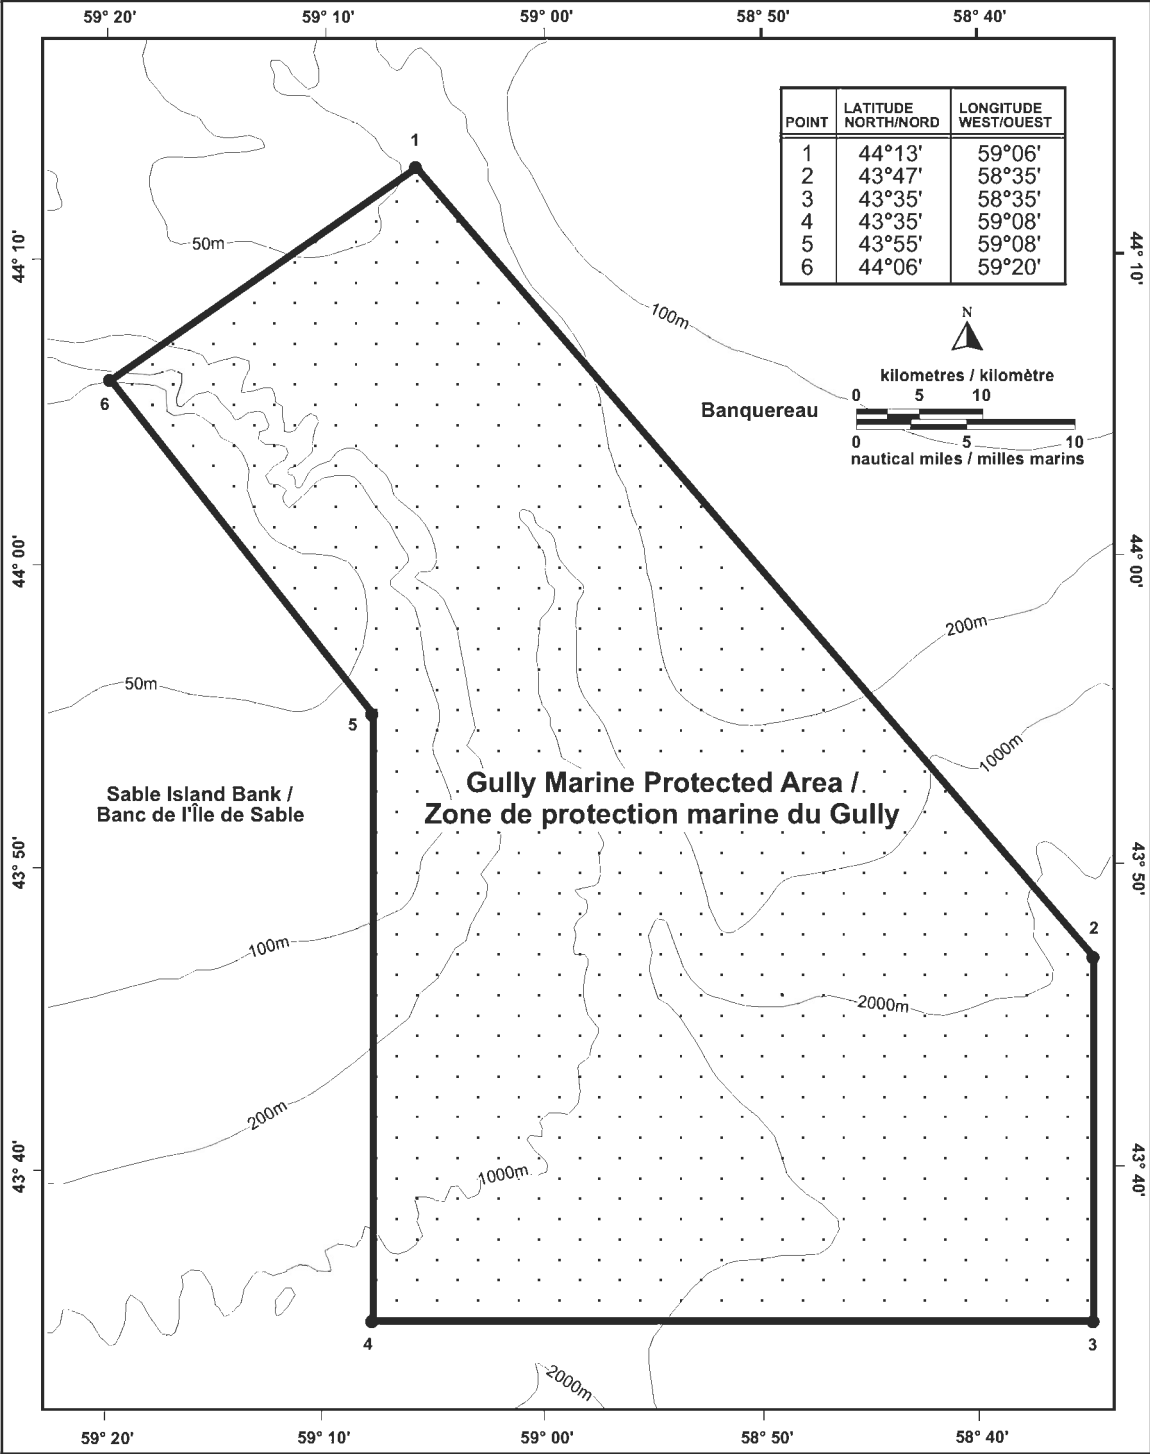 59° 20' 59° 10' 59° 00' 58° 50' 58° 40'
POINT LATITUDE NORTH/NORD LONGITUDE WEST/OUEST
1 44°13' 59°06'
2 43°47' 58°35'
3 43°35' 58°35'
4 43°35' 59°08'
5 43°55' 59°08'
6 44°06' 59°20'
1
50m
44° 10'
44° 10'
100m
N
kilometres / kilomètre
0 5 10
0 5 10
nautical miles / milles marins
Banquereau
6
44° 00'
44° 00'
200m
50m
5
1000m
Gully Marine Protected Area /
Zone de protection marine du Gully
Sable Island Bank /
Banc de l'Île de Sable
43° 50'
43° 50'
2
100m
2000m
200m
43° 40'
43° 40'
1000m
4
3
2000m
59° 20' 59° 10' 59° 00' 58° 50' 58° 40'